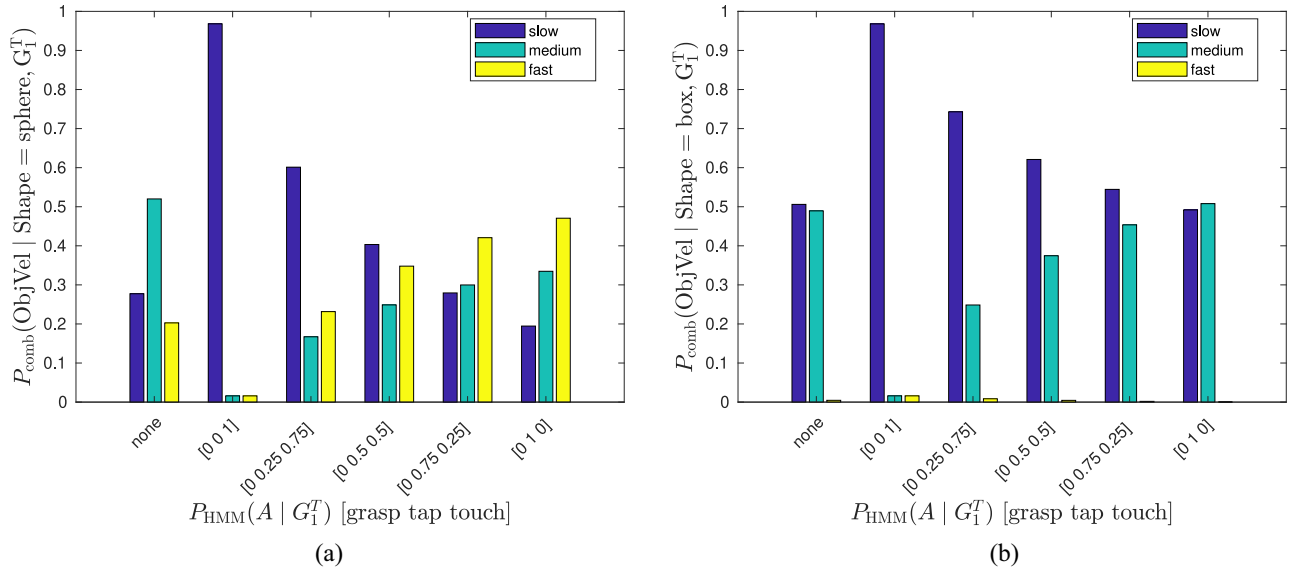 P_comb(ObjVel | Shape = sphere, G_1^T)
1
0.9
0.8
0.7
0.6
0.5
0.4
0.3
0.2
0.1
0
slow
medium
fast
none
[0 0 1]
[0 0.25 0.75]
[0 0.5 0.5]
[0 0.75 0.25]
[0 1 0]
P_HMM(A | G_1^T) [grasp tap touch]
(a)
P_comb(ObjVel | Shape = box, G_1^T)
1
0.9
0.8
0.7
0.6
0.5
0.4
0.3
0.2
0.1
0
slow
medium
fast
none
[0 0 1]
[0 0.25 0.75]
[0 0.5 0.5]
[0 0.75 0.25]
[0 1 0]
P_HMM(A | G_1^T) [grasp tap touch]
(b)